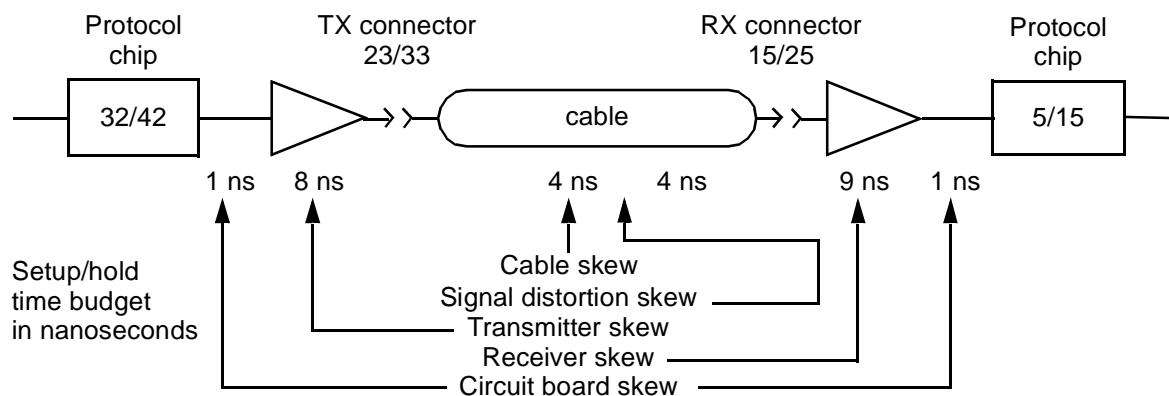 Protocol
chip
TX connector
23/33
RX connector
15/25
Protocol
chip
32/42
cable
5/15
1 ns
8 ns
4 ns
4 ns
9 ns
1 ns
Setup/hold
time budget
in nanoseconds
Cable skew
Signal distortion skew
Transmitter skew
Receiver skew
Circuit board skew